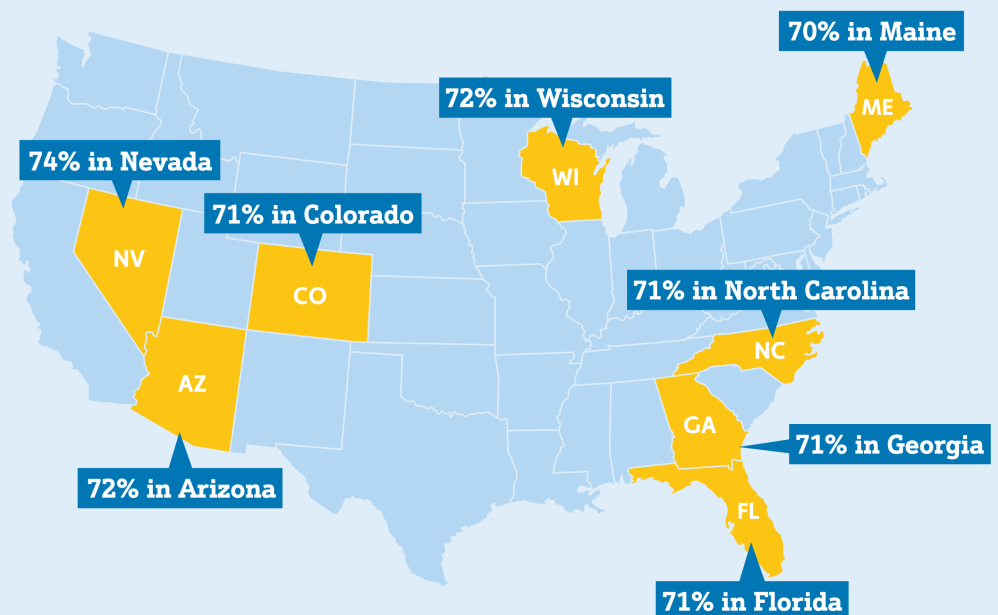 70% in Maine
ME
72% in Wisconsin
WI
74% in Nevada
NV
71% in Colorado
CO
71% in North Carolina
NC
AZ
72% in Arizona
GA
71% in Georgia
FL
71% in Florida